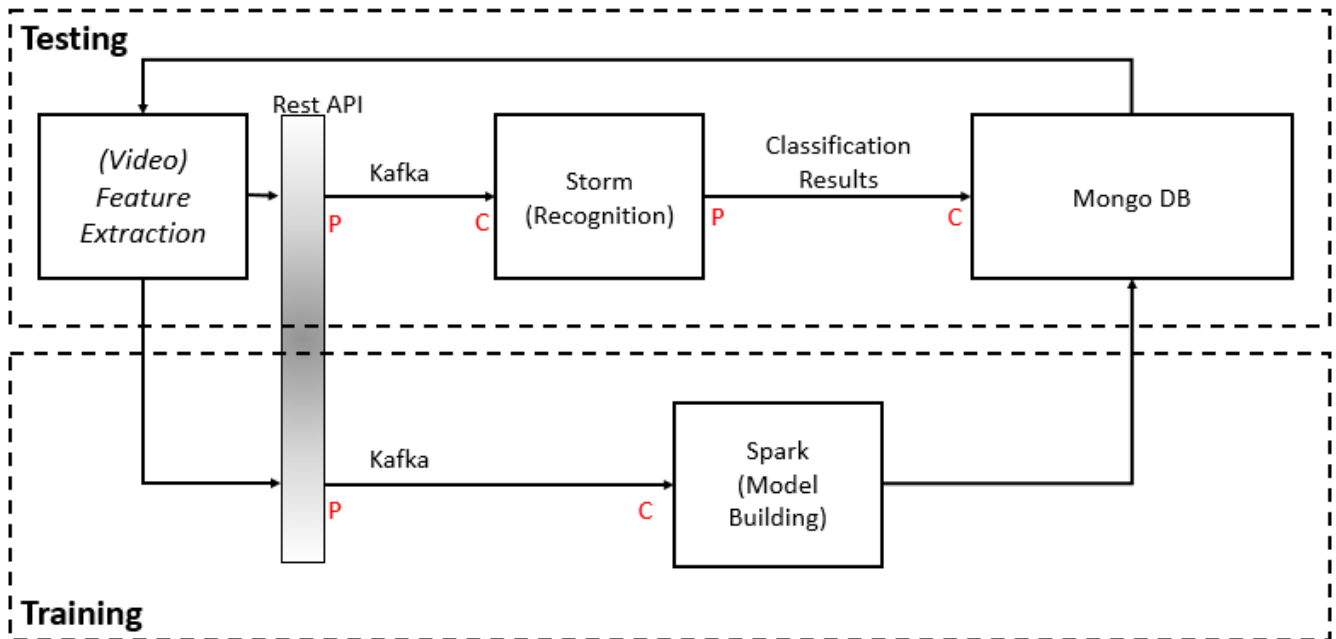 Testing
Rest API
(Video)
Feature
Extraction
Kafka
P
C
Storm
(Recognition)
P
Classification
Results
C
Mongo DB
Kafka
P
C
Spark
(Model
Building)
Training